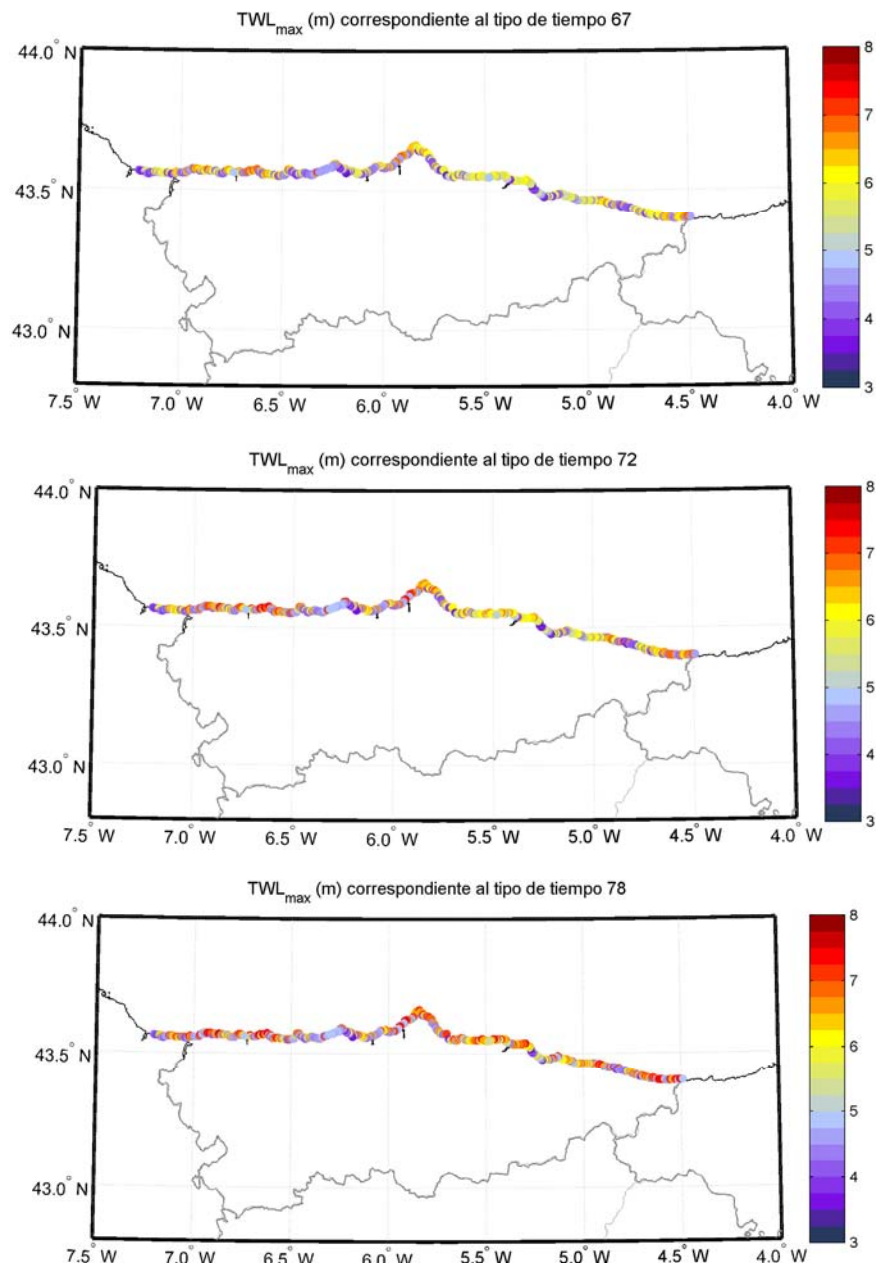 TWLmax (m) correspondiente al tipo de tiempo 67
44.0° N
43.5° N
43.0° N
7.5° W 7.0° W 6.5° W 6.0° W 5.5° W 5.0° W 4.5° W 4.0° W
8
7
6
5
4
3
TWLmax (m) correspondiente al tipo de tiempo 72
44.0° N
43.5° N
43.0° N
7.5° W 7.0° W 6.5° W 6.0° W 5.5° W 5.0° W 4.5° W 4.0° W
8
7
6
5
4
3
TWLmax (m) correspondiente al tipo de tiempo 78
44.0° N
43.5° N
43.0° N
7.5° W 7.0° W 6.5° W 6.0° W 5.5° W 5.0° W 4.5° W 4.0° W
8
7
6
5
4
3